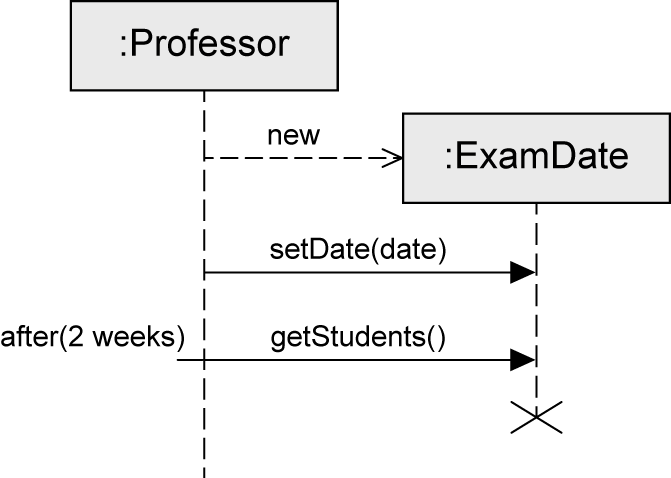 :Professor
new
:ExamDate
setDate(date)
after(2 weeks)
getStudents()